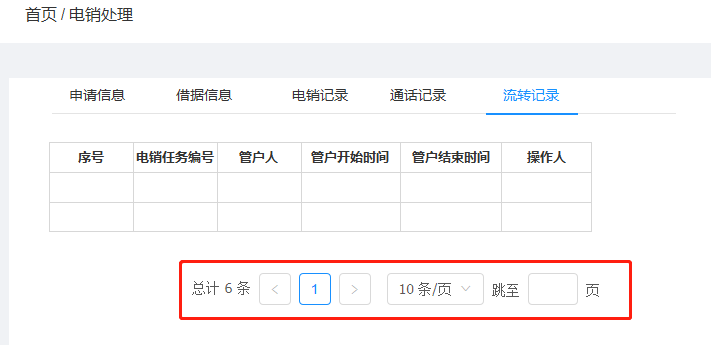 首页 / 电销处理
申请信息 借据信息 电销记录 通话记录 流转记录
序号 电销任务编号 管户人 管户开始时间 管户结束时间 操作人
总计 6 条 < 1 > 10 条/页 跳至 页